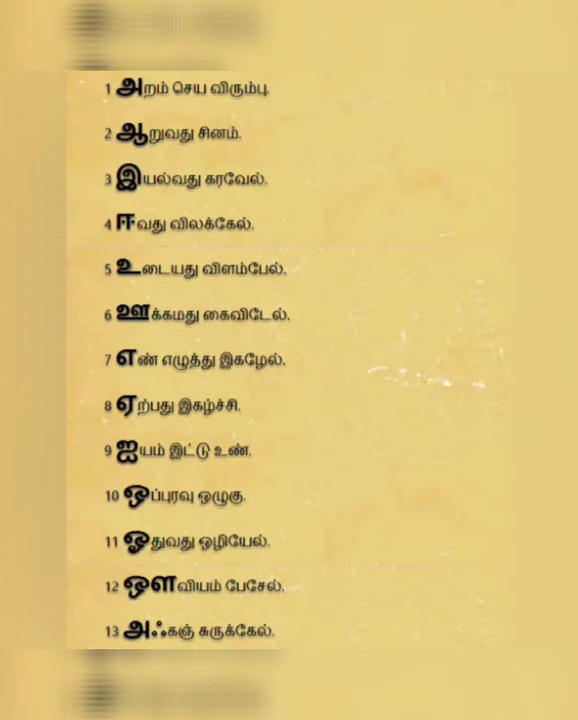 1 அறம் செய விரும்பு.
2 ஆறுவது சினம்.
3 இயல்வது கரவேல்.
4 ஈவது விலக்கேல்.
5 உடையது விளம்பேல்.
6 ஊக்கமது கைவிடேல்.
7 எண் எழுத்து இகழேல்.
8 ஏற்பது இகழ்ச்சி.
9 ஐயம் இட்டு உண்.
10 ஒப்புரவு ஒழுகு.
11 ஓதுவது ஒழியேல்.
12 ஔவியம் பேசேல்.
13 அஃகஞ் சுருக்கேல்.